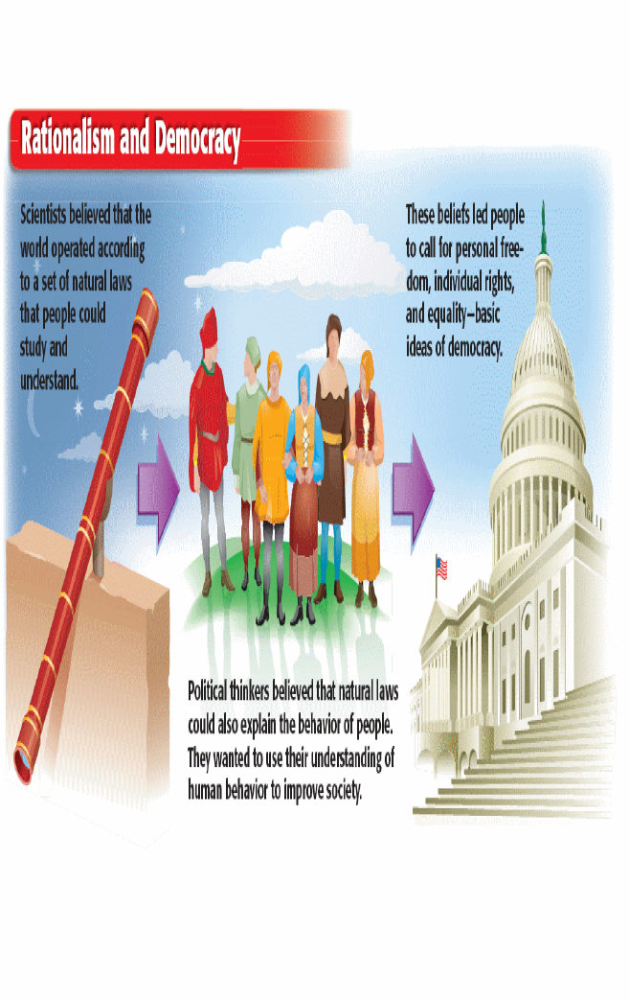 Rationalism and Democracy
Scientists believed that the
world operated according
to a set of natural laws
that people could
study and
understand.
Political thinkers believed that natural laws
could also explain the behavior of people.
They wanted to use their understanding of
human behavior to improve society.
These beliefs led people
to call for personal free-
dom, individual rights,
and equality–basic
ideas of democracy.